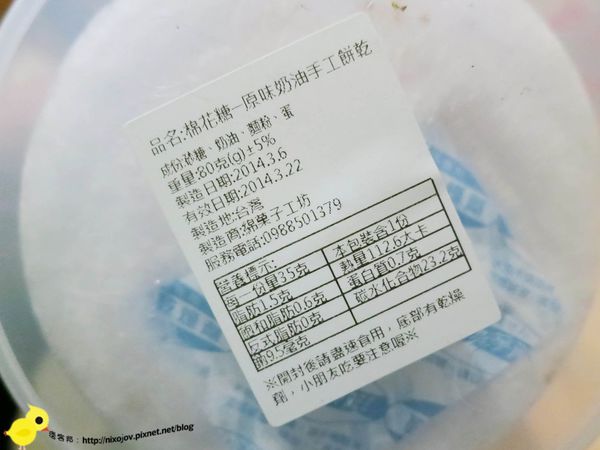 品名:棉花糖–原味奶油手工餅乾
成份:砂糖、奶油、麵粉、蛋
重量:80克(g)±5%
製造日期:2014.3.6
有效日期:2014.3.22
製造地:台灣
製造商:綿菓子工坊
服務電話:0988501379
營養標示:
每一份量35克 本包裝含1份
脂肪1.5克 熱量112.6大卡
飽和脂肪0.6克 蛋白質0.7克
反式脂肪0克 碳水化合物23.2克
鈉9.5毫克
※開封後請盡速食用，底部有乾燥
劑，小朋友吃要注意喔※
痞客邦：http://nixojov.pixnet.net/blog